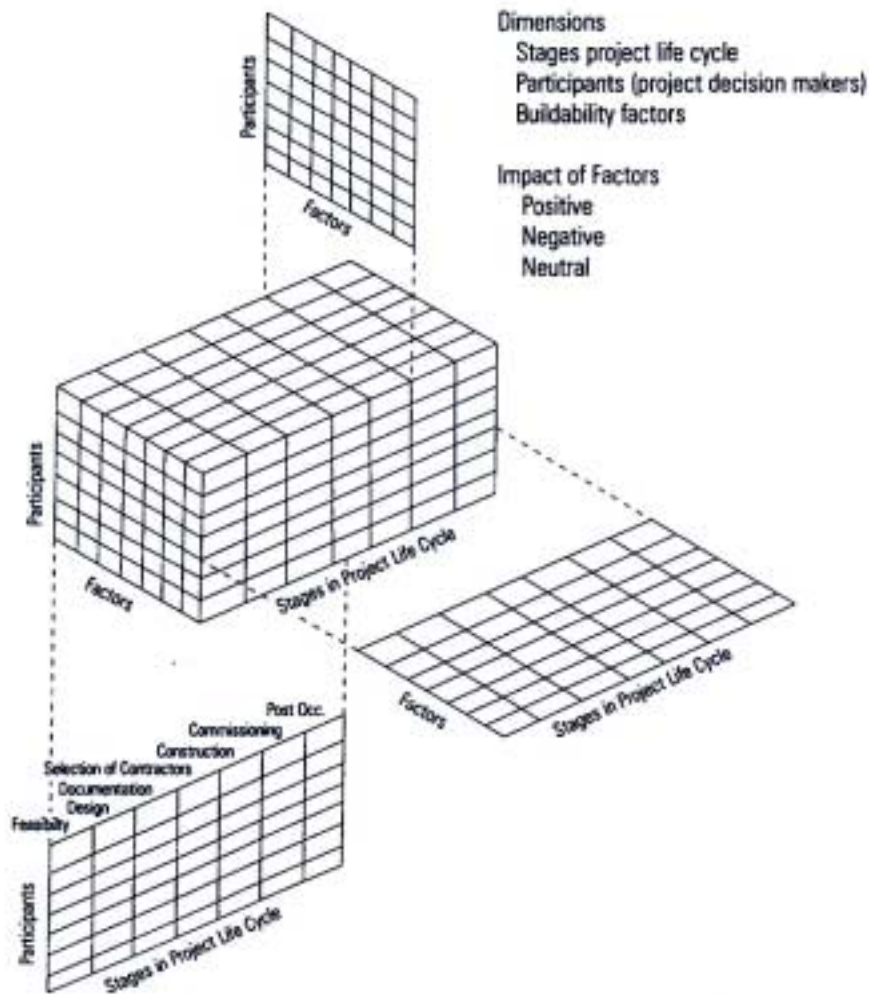 Dimensions
Stages project life cycle
Participants (project decision makers)
Buildability factors
Impact of Factors
Positive
Negative
Neutral
Participants
Factors
Participants
Factors
Stages in Project Life Cycle
Factors
Stages in Project Life Cycle
Post Occ.
Commissioning
Construction
Selection of Contractors
Documentation
Design
Feasibilty
Participants
Stages in Project Life Cycle